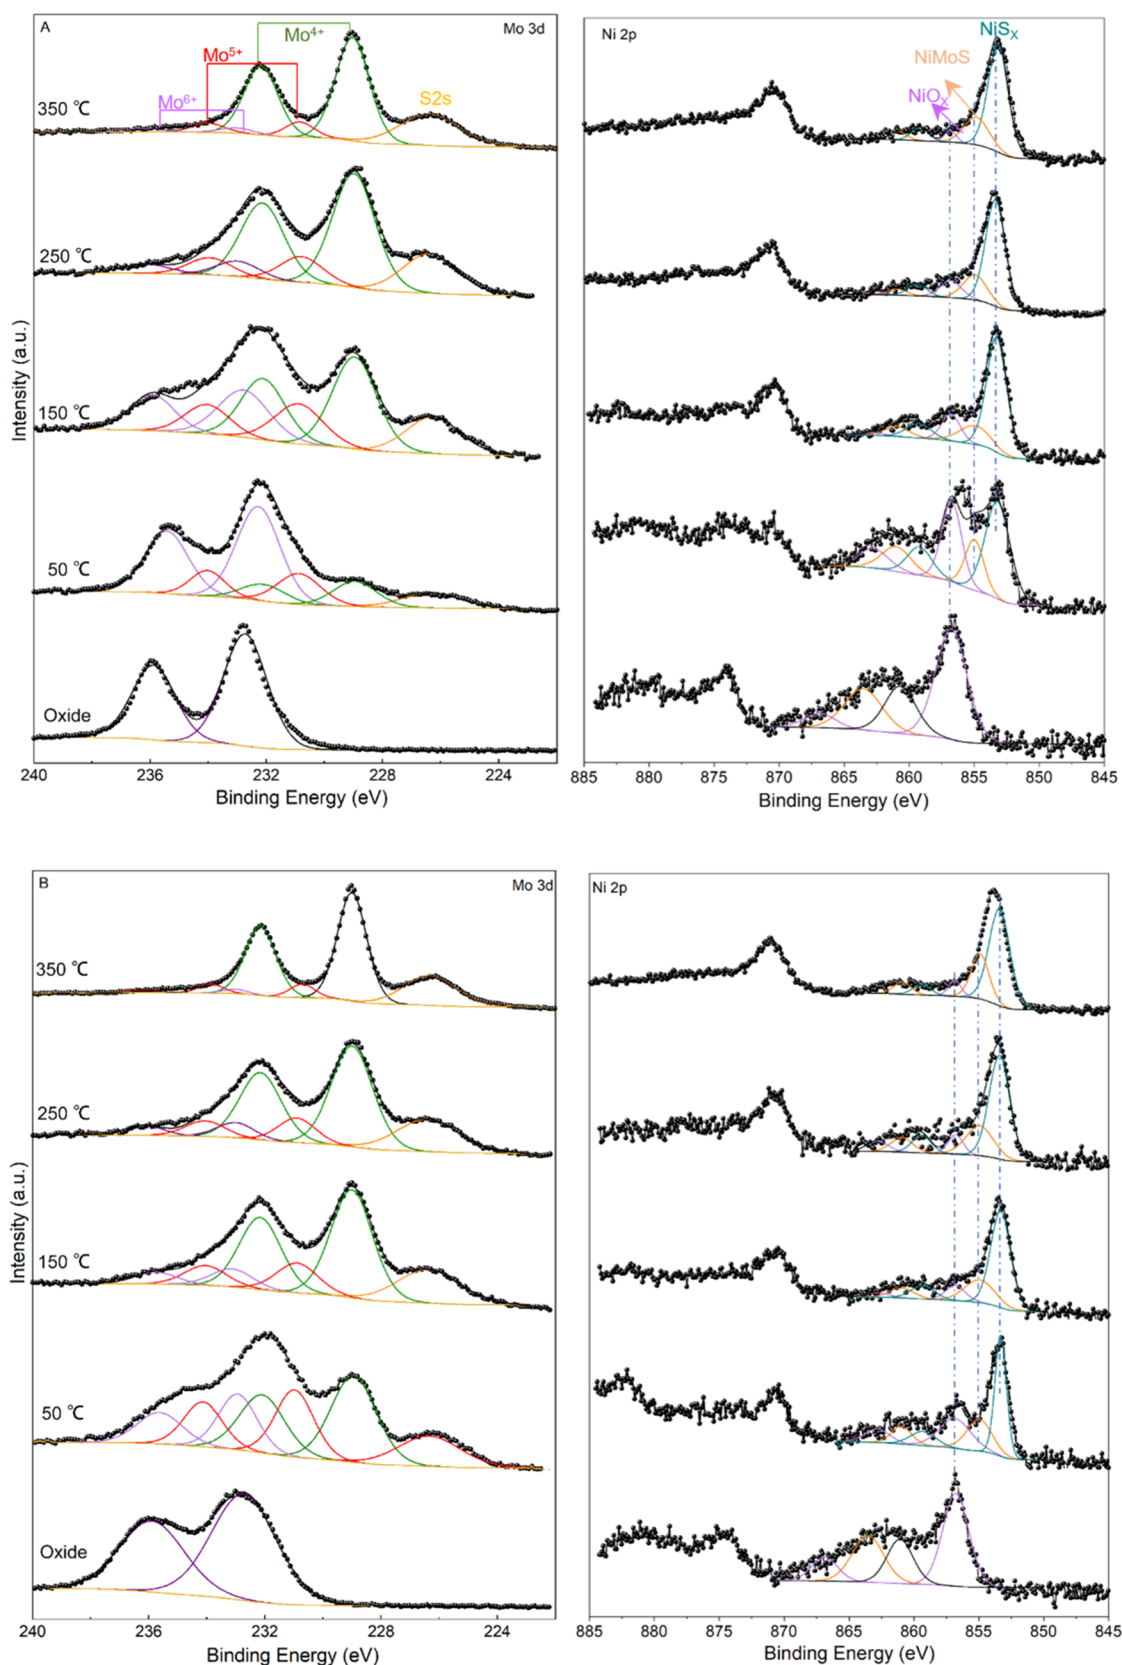 A
Mo 3d
Mo⁴⁺
Mo⁵⁺
Mo⁶⁺
S2s
350 ℃
250 ℃
150 ℃
50 ℃
Oxide
Intensity (a.u.)
240 236 232 228 224
Binding Energy (eV)
Ni 2p
NiSₓ
NiMoS
NiOₓ
885 880 875 870 865 860 855 850 845
Binding Energy (eV)
B
Mo 3d
350 ℃
250 ℃
150 ℃
50 ℃
Oxide
Intensity (a.u.)
240 236 232 228 224
Binding Energy (eV)
Ni 2p
885 880 875 870 865 860 855 850 845
Binding Energy (eV)